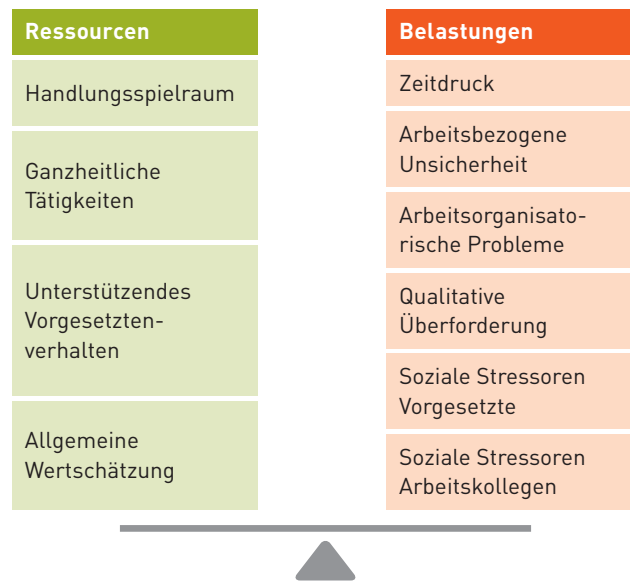 Ressourcen
Handlungsspielraum
Ganzheitliche
Tätigkeiten
Unterstützendes
Vorgesetzten-
verhalten
Allgemeine
Wertschätzung
Belastungen
Zeitdruck
Arbeitsbezogene
Unsicherheit
Arbeitsorganisato-
rische Probleme
Qualitative
Überforderung
Soziale Stressoren
Vorgesetzte
Soziale Stressoren
Arbeitskollegen